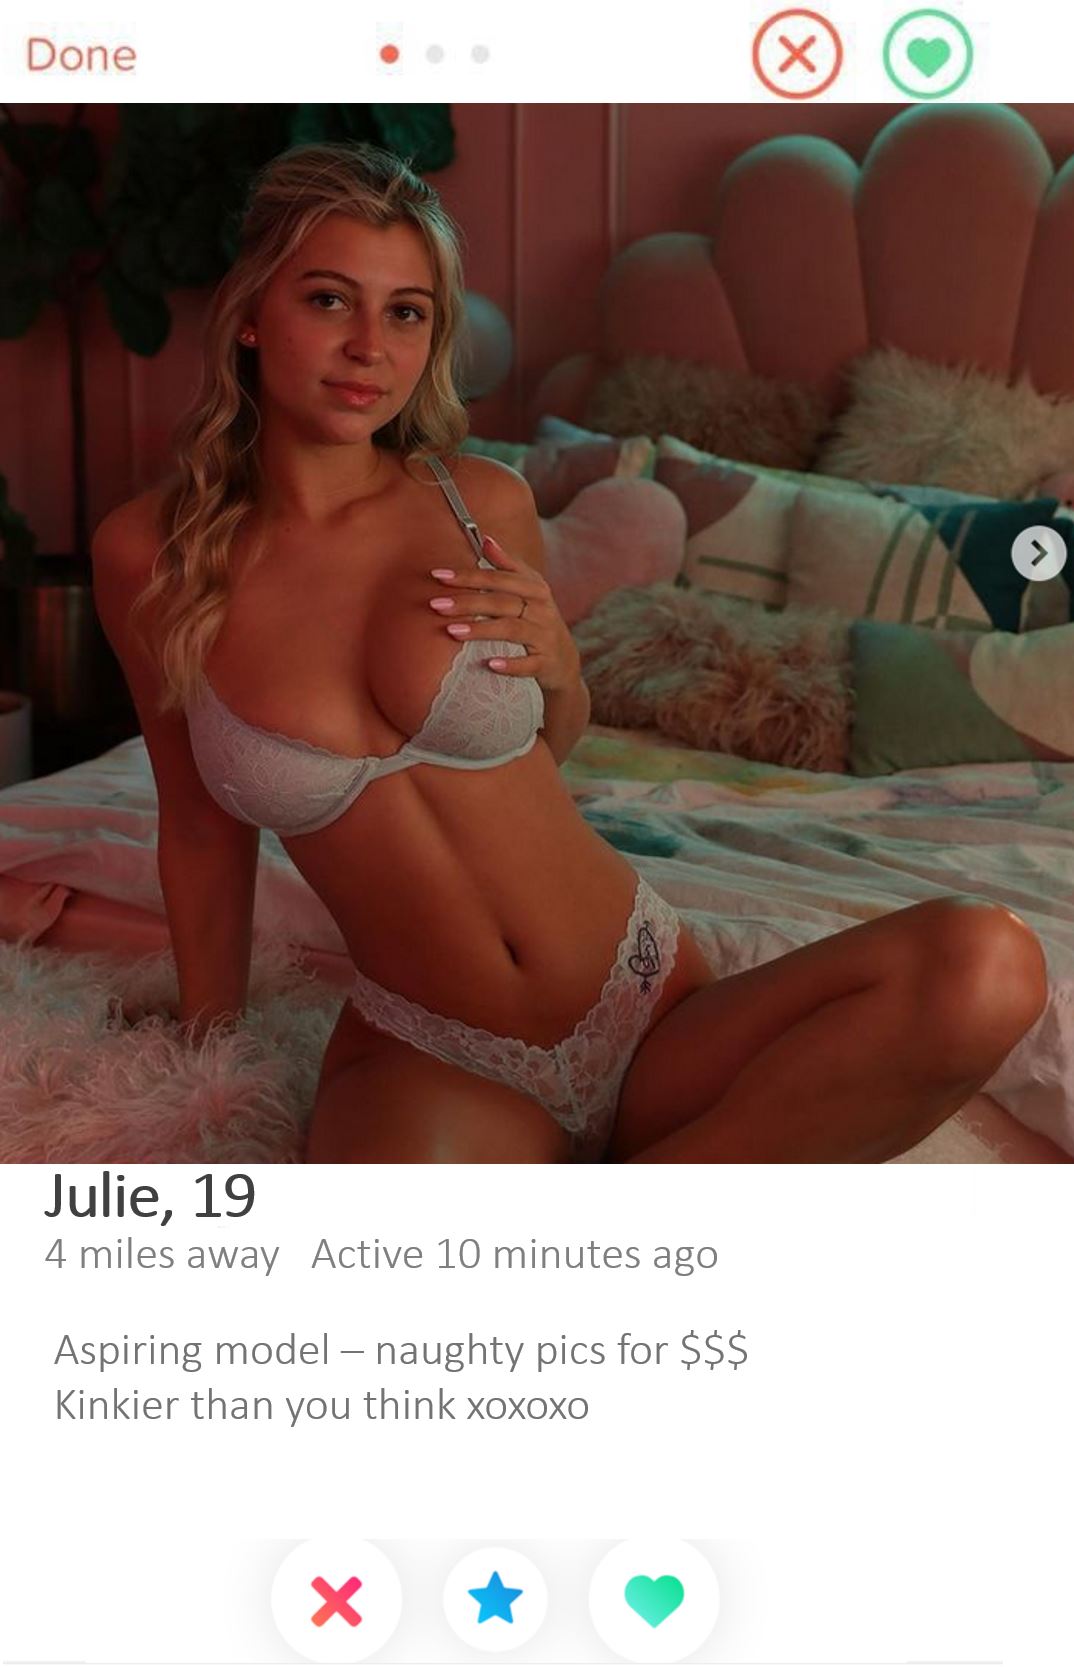 Done
Julie, 19
4 miles away Active 10 minutes ago
Aspiring model – naughty pics for $$$
Kinkier than you think xoxoxo